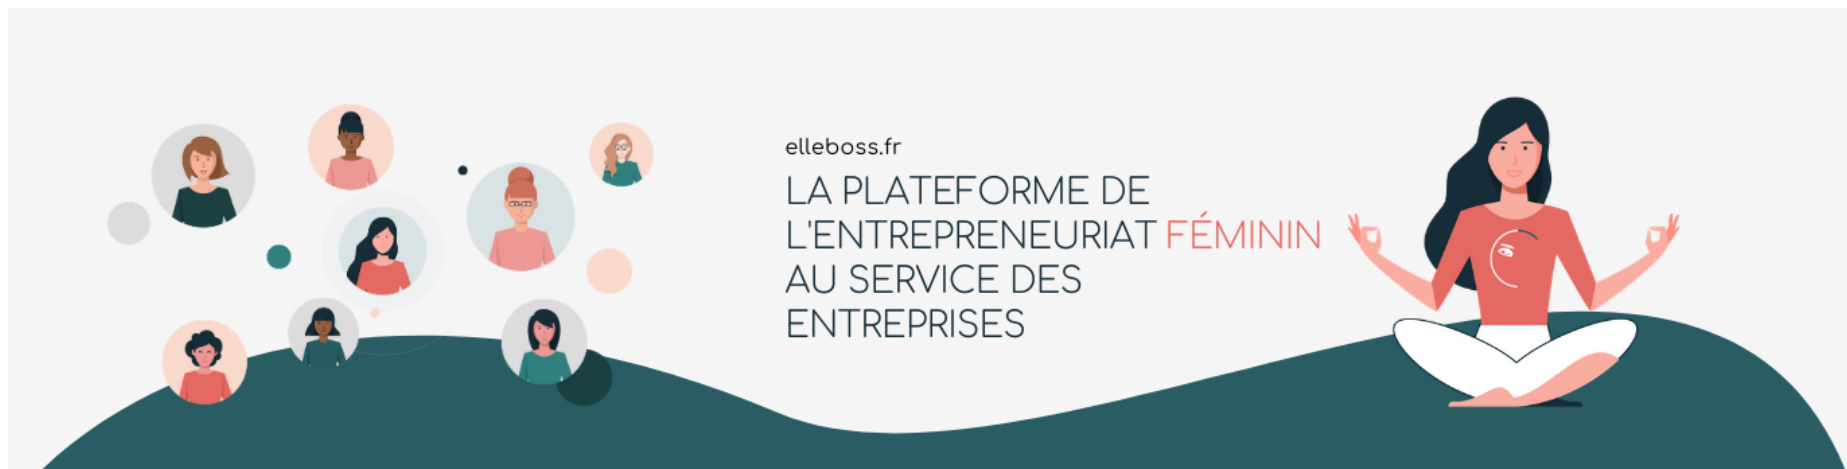 elleboss.fr
LA PLATEFORME DE
L'ENTREPRENEURIAT FÉMININ
AU SERVICE DES
ENTREPRISES